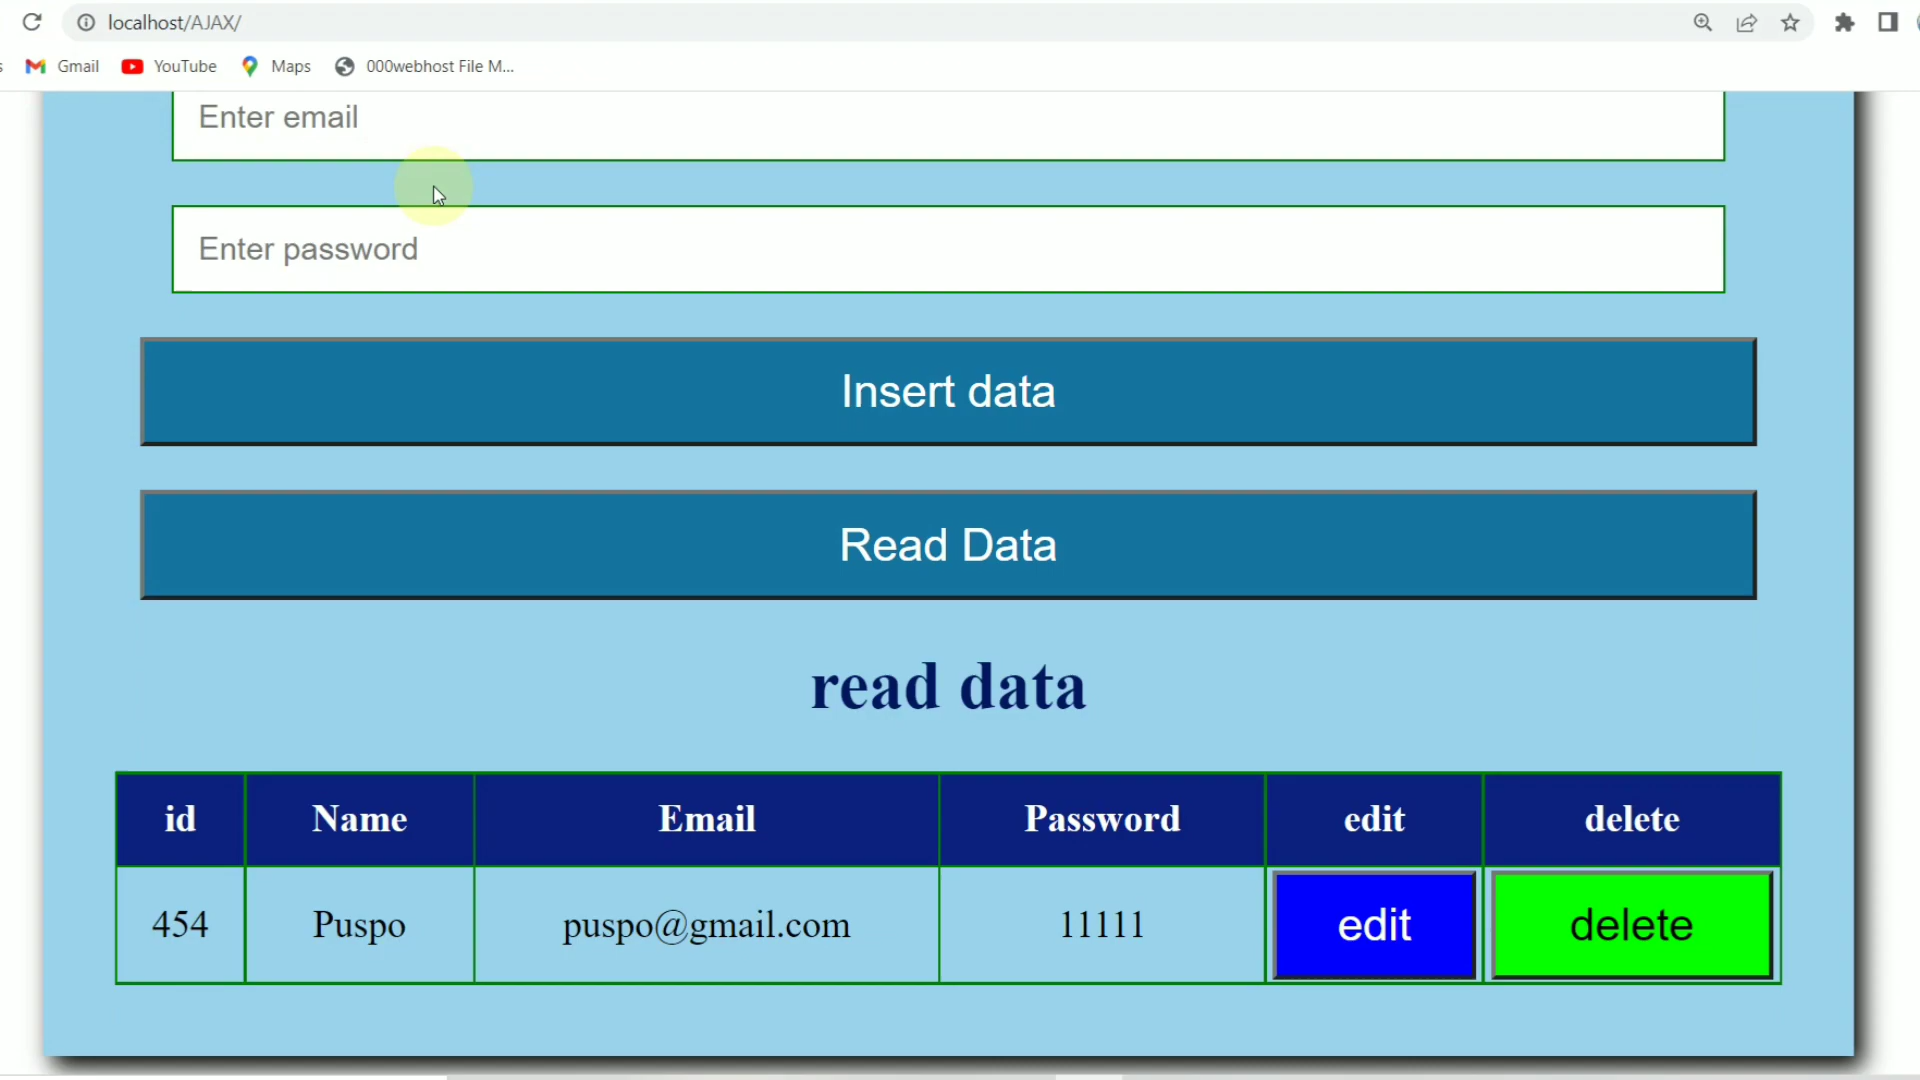 localhost/AJAX/
s Gmail YouTube Maps 000webhost File M...
Enter email
Enter password
Insert data
Read Data
read data
id Name Email Password edit delete
454 Puspo puspo@gmail.com 11111 edit delete